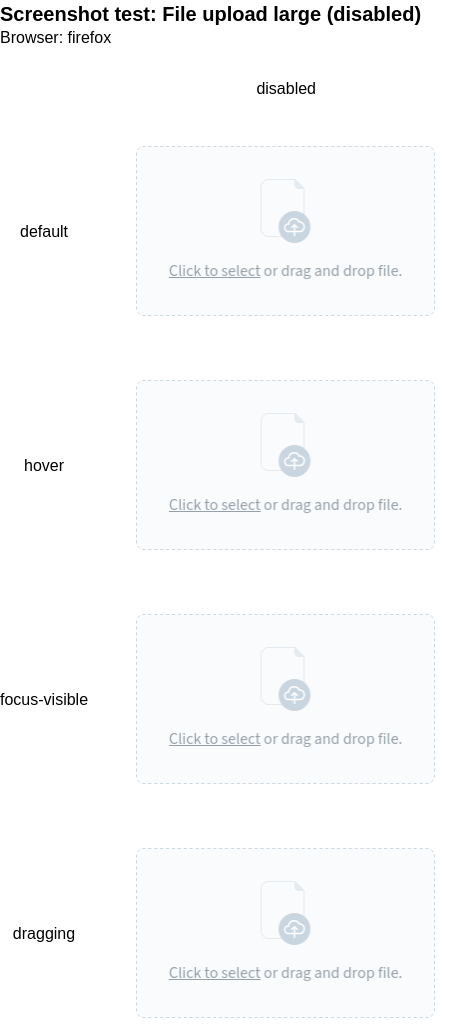 Screenshot test: File upload large (disabled)
Browser: firefox
disabled
default
Click to select or drag and drop file.
hover
Click to select or drag and drop file.
focus-visible
Click to select or drag and drop file.
dragging
Click to select or drag and drop file.